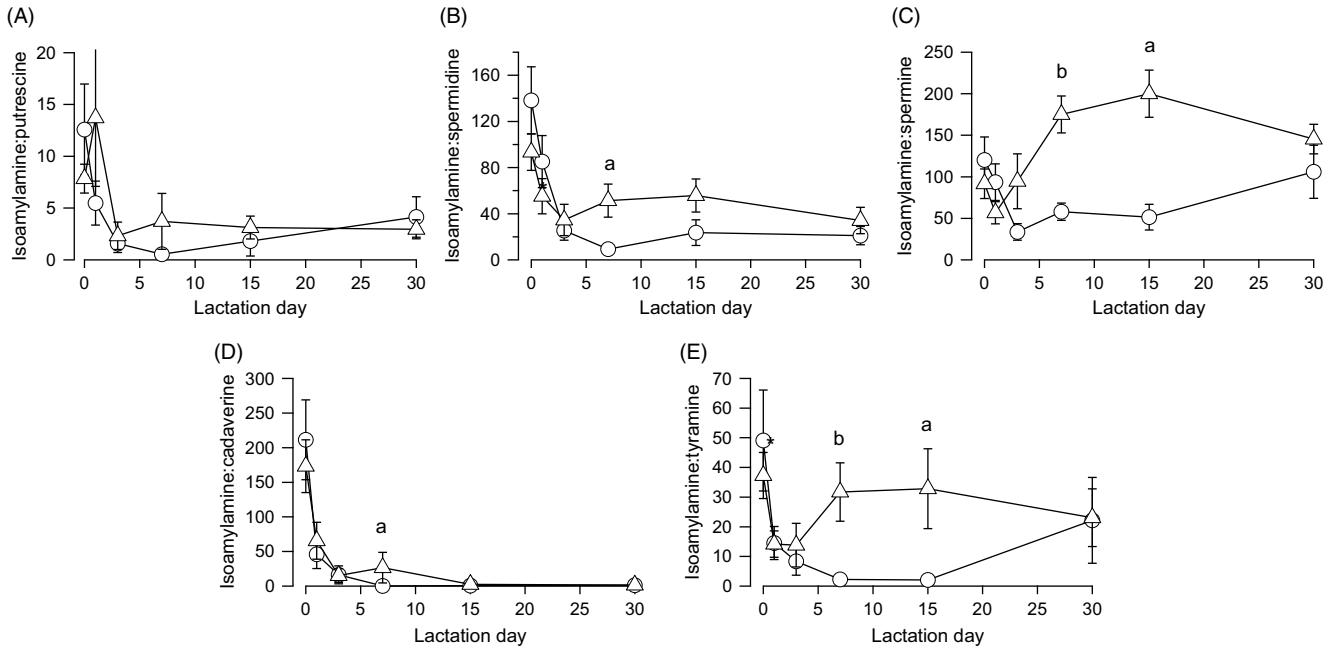 (A)
Isoamylamine:putrescine
20
15
10
5
0
0 5 10 15 20 25 30
Lactation day
(B)
Isoamylamine:spermidine
160
120
80
40
0
a
0 5 10 15 20 25 30
Lactation day
(C)
Isoamylamine:spermine
250
200
150
100
50
0
b
a
0 5 10 15 20 25 30
Lactation day
(D)
Isoamylamine:cadaverine
300
250
200
150
100
50
0
a
0 5 10 15 20 25 30
Lactation day
(E)
Isoamylamine:tyramine
70
60
50
40
30
20
10
0
*
b
a
0 5 10 15 20 25 30
Lactation day